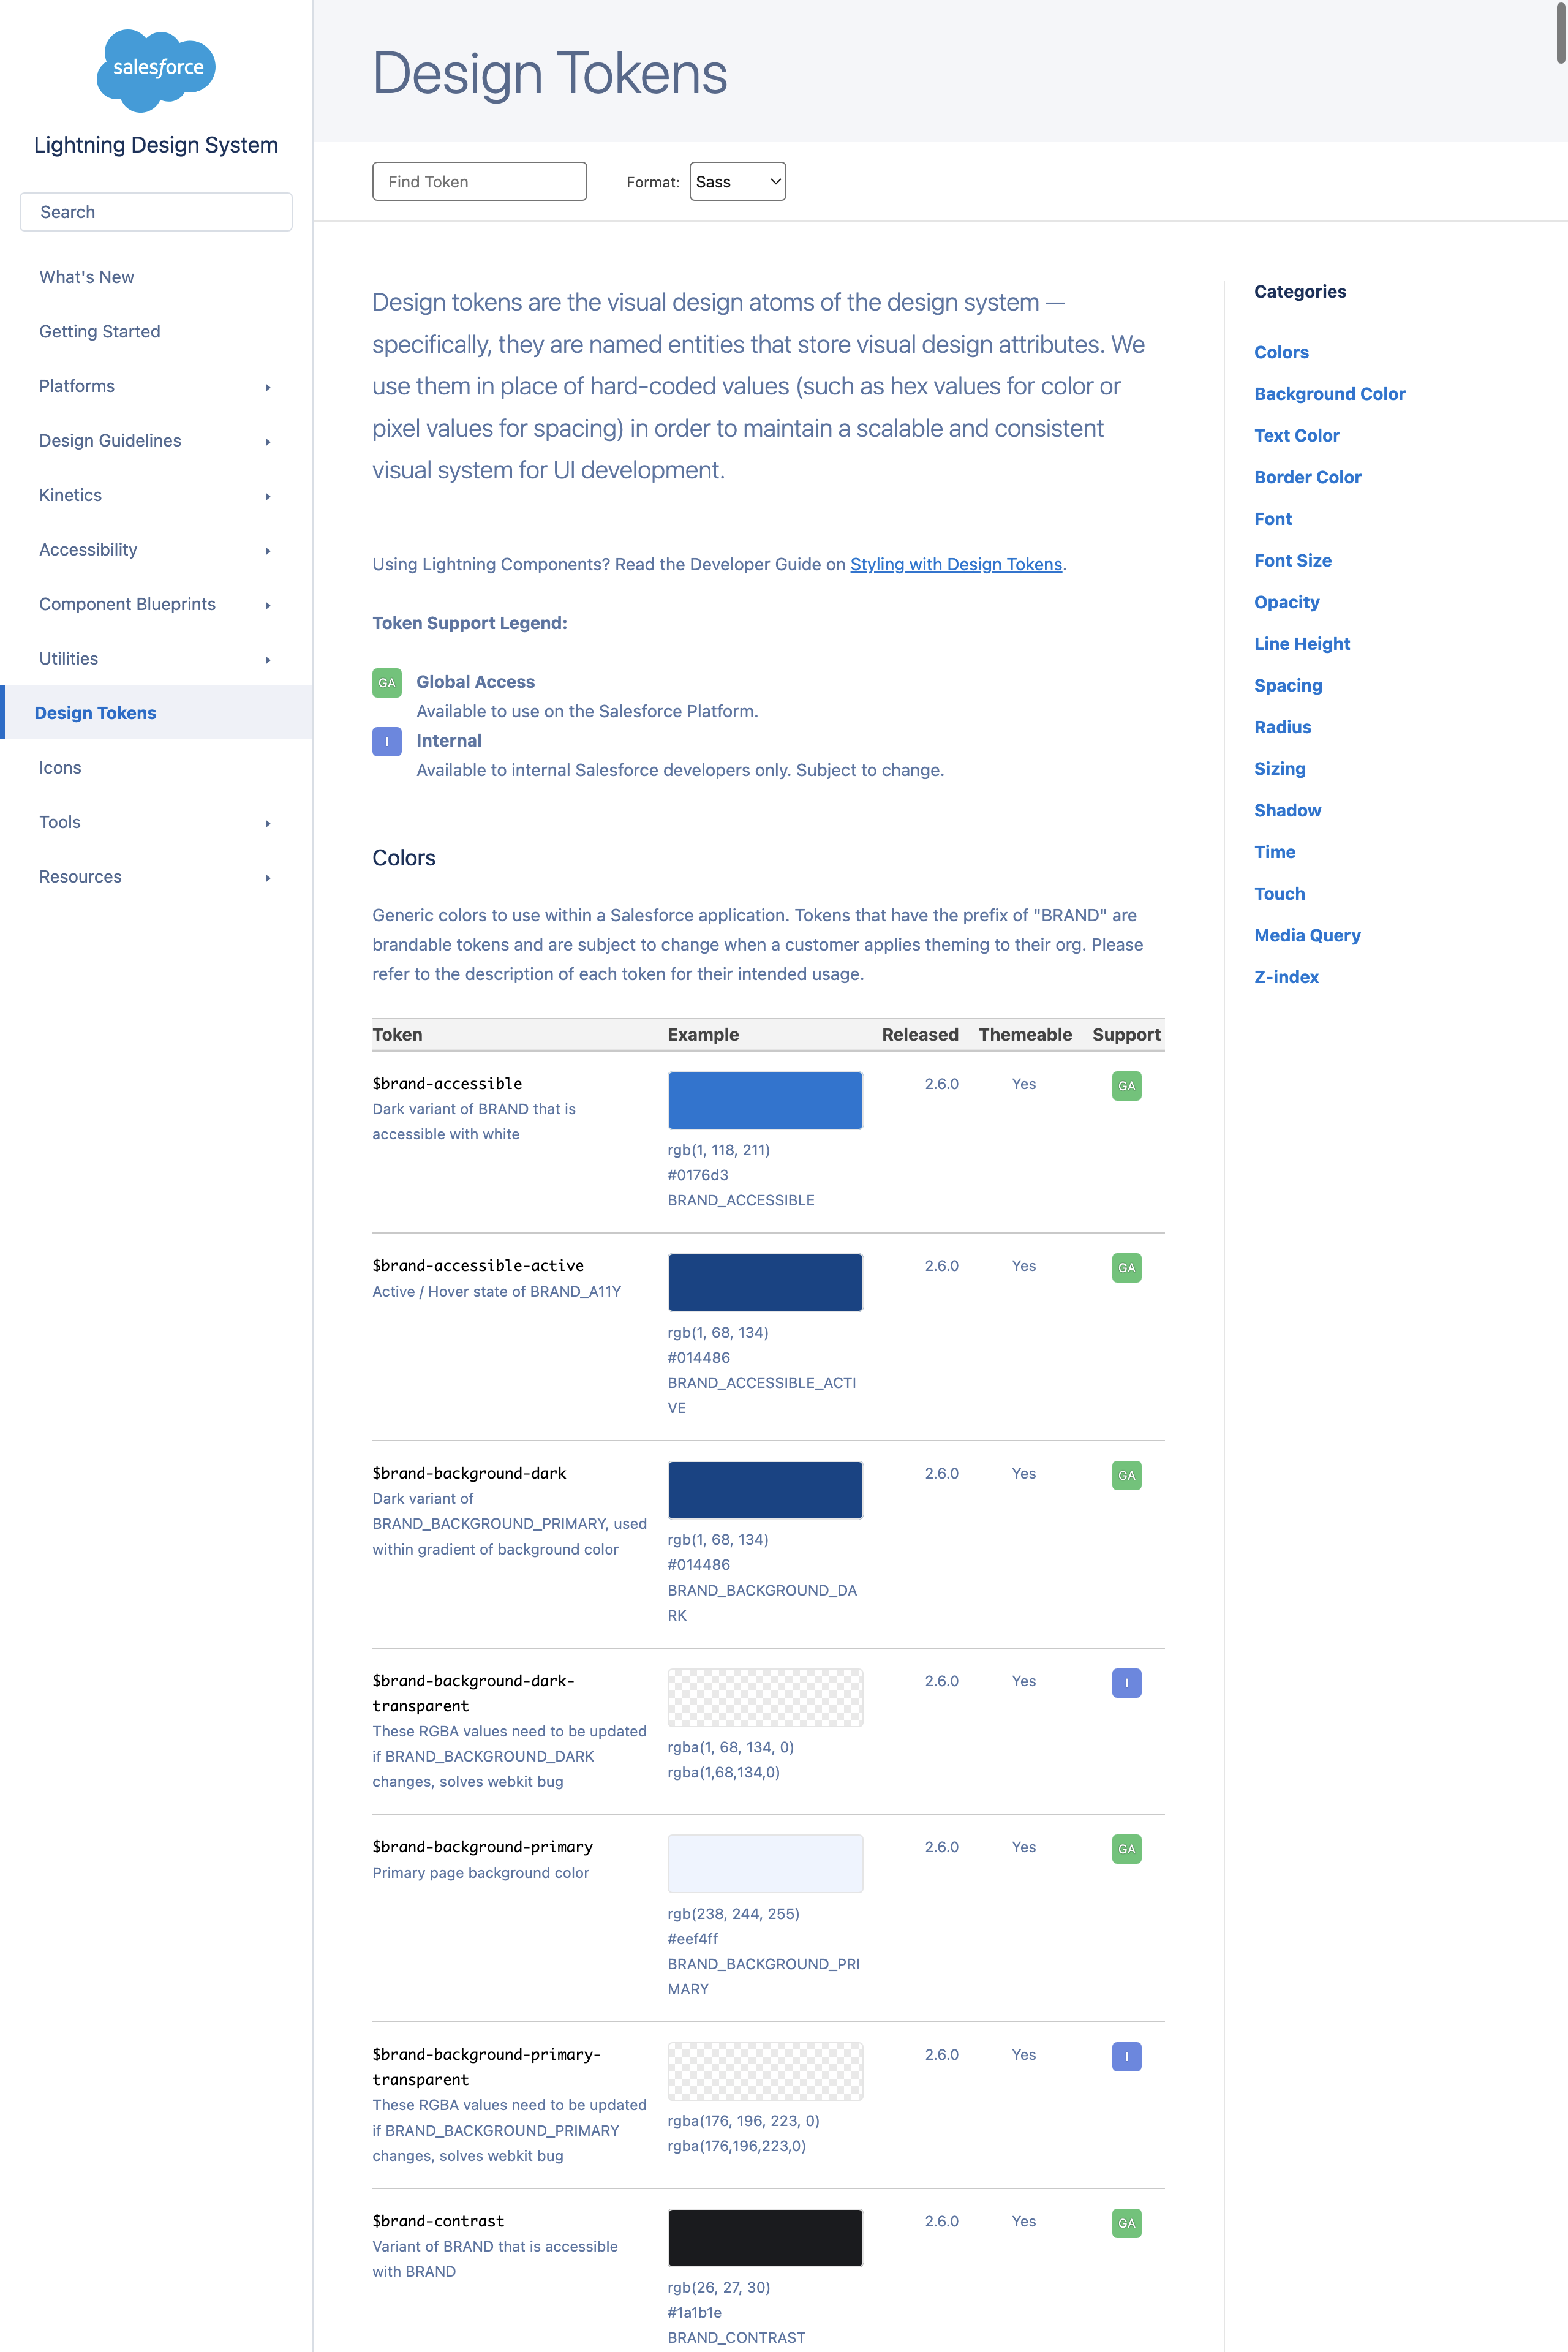 salesforce
Lightning Design System
Search
What's New
Getting Started
Platforms
Design Guidelines
Kinetics
Accessibility
Component Blueprints
Utilities
Design Tokens
Icons
Tools
Resources
Design Tokens
Find Token
Format:
Sass
Design tokens are the visual design atoms of the design system —
specifically, they are named entities that store visual design attributes. We
use them in place of hard-coded values (such as hex values for color or
pixel values for spacing) in order to maintain a scalable and consistent
visual system for UI development.
Using Lightning Components? Read the Developer Guide on Styling with Design Tokens.
Token Support Legend:
GA
Global Access
Available to use on the Salesforce Platform.
I
Internal
Available to internal Salesforce developers only. Subject to change.
Colors
Generic colors to use within a Salesforce application. Tokens that have the prefix of "BRAND" are
brandable tokens and are subject to change when a customer applies theming to their org. Please
refer to the description of each token for their intended usage.
Token Example Released Themeable Support
$brand-accessible
Dark variant of BRAND that is
accessible with white
rgb(1, 118, 211)
#0176d3
BRAND_ACCESSIBLE
2.6.0
Yes
GA
$brand-accessible-active
Active / Hover state of BRAND_A11Y
rgb(1, 68, 134)
#014486
BRAND_ACCESSIBLE_ACTI
VE
2.6.0
Yes
GA
$brand-background-dark
Dark variant of
BRAND_BACKGROUND_PRIMARY, used
within gradient of background color
rgb(1, 68, 134)
#014486
BRAND_BACKGROUND_DA
RK
2.6.0
Yes
GA
$brand-background-dark-
transparent
These RGBA values need to be updated
if BRAND_BACKGROUND_DARK
changes, solves webkit bug
rgba(1, 68, 134, 0)
rgba(1,68,134,0)
2.6.0
Yes
I
$brand-background-primary
Primary page background color
rgb(238, 244, 255)
#eef4ff
BRAND_BACKGROUND_PRI
MARY
2.6.0
Yes
GA
$brand-background-primary-
transparent
These RGBA values need to be updated
if BRAND_BACKGROUND_PRIMARY
changes, solves webkit bug
rgba(176, 196, 223, 0)
rgba(176,196,223,0)
2.6.0
Yes
I
$brand-contrast
Variant of BRAND that is accessible
with BRAND
rgb(26, 27, 30)
#1a1b1e
BRAND_CONTRAST
2.6.0
Yes
GA
Categories
Colors
Background Color
Text Color
Border Color
Font
Font Size
Opacity
Line Height
Spacing
Radius
Sizing
Shadow
Time
Touch
Media Query
Z-index